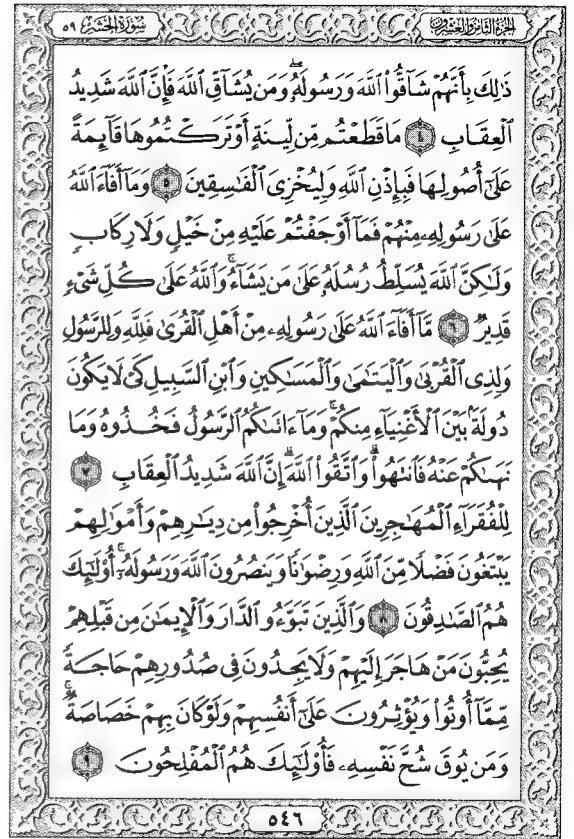 الجزء الثامن والعشرون
سورة الحشر ٥٩
ذَٰلِكَ بِأَنَّهُمْ شَاقُّوا۟ ٱللَّهَ وَرَسُولَهُۥ ۖ وَمَن يُشَاقِّ ٱللَّهَ فَإِنَّ ٱللَّهَ شَدِيدُ
ٱلْعِقَابِ ٤ مَا قَطَعْتُم مِّن لِّينَةٍ أَوْ تَرَكْتُمُوهَا قَآئِمَةً
عَلَىٰٓ أُصُولِهَا فَبِإِذْنِ ٱللَّهِ وَلِيُخْزِىَ ٱلْفَـٰسِقِينَ ٥ وَمَآ أَفَآءَ ٱللَّهُ
عَلَىٰ رَسُولِهِۦ مِنْهُمْ فَمَآ أَوْجَفْتُمْ عَلَيْهِ مِنْ خَيْلٍ وَلَا رِكَابٍ
وَلَـٰكِنَّ ٱللَّهَ يُسَلِّطُ رُسُلَهُۥ عَلَىٰ مَن يَشَآءُ ۚ وَٱللَّهُ عَلَىٰ كُلِّ شَىْءٍ
قَدِيرٌ ٦ مَّآ أَفَآءَ ٱللَّهُ عَلَىٰ رَسُولِهِۦ مِنْ أَهْلِ ٱلْقُرَىٰ فَلِلَّهِ وَلِلرَّسُولِ
وَلِذِى ٱلْقُرْبَىٰ وَٱلْيَتَـٰمَىٰ وَٱلْمَسَـٰكِينِ وَٱبْنِ ٱلسَّبِيلِ كَىْ لَا يَكُونَ
دُولَةًۢ بَيْنَ ٱلْأَغْنِيَآءِ مِنكُمْ ۚ وَمَآ ءَاتَىٰكُمُ ٱلرَّسُولُ فَخُذُوهُ وَمَا
نَهَىٰكُمْ عَنْهُ فَٱنتَهُوا۟ ۚ وَٱتَّقُوا۟ ٱللَّهَ ۖ إِنَّ ٱللَّهَ شَدِيدُ ٱلْعِقَابِ ٧
لِلْفُقَرَآءِ ٱلْمُهَـٰجِرِينَ ٱلَّذِينَ أُخْرِجُوا۟ مِن دِيَـٰرِهِمْ وَأَمْوَٰلِهِمْ
يَبْتَغُونَ فَضْلًا مِّنَ ٱللَّهِ وَرِضْوَٰنًا وَيَنصُرُونَ ٱللَّهَ وَرَسُولَهُۥٓ ۚ أُو۟لَـٰٓئِكَ
هُمُ ٱلصَّـٰدِقُونَ ٨ وَٱلَّذِينَ تَبَوَّءُو ٱلدَّارَ وَٱلْإِيمَـٰنَ مِن قَبْلِهِمْ
يُحِبُّونَ مَنْ هَاجَرَ إِلَيْهِمْ وَلَا يَجِدُونَ فِى صُدُورِهِمْ حَاجَةً
مِّمَّآ أُوتُوا۟ وَيُؤْثِرُونَ عَلَىٰٓ أَنفُسِهِمْ وَلَوْ كَانَ بِهِمْ خَصَاصَةٌ ۚ
وَمَن يُوقَ شُحَّ نَفْسِهِۦ فَأُو۟لَـٰٓئِكَ هُمُ ٱلْمُفْلِحُونَ ٩
٥٤٦